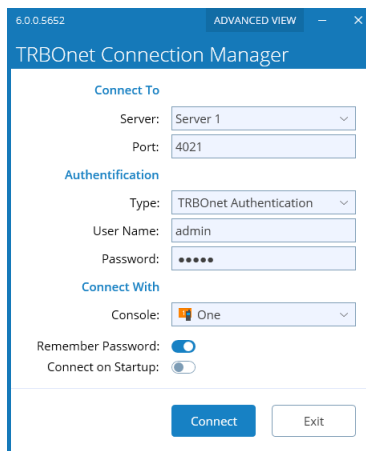 6.0.0.5652 ADVANCED VIEW
TRBOnet Connection Manager
Connect To
Server: Server 1
Port: 4021
Authentification
Type: TRBOnet Authentication
User Name: admin
Password: •••••
Connect With
Console: One
Remember Password:
Connect on Startup:
Connect Exit